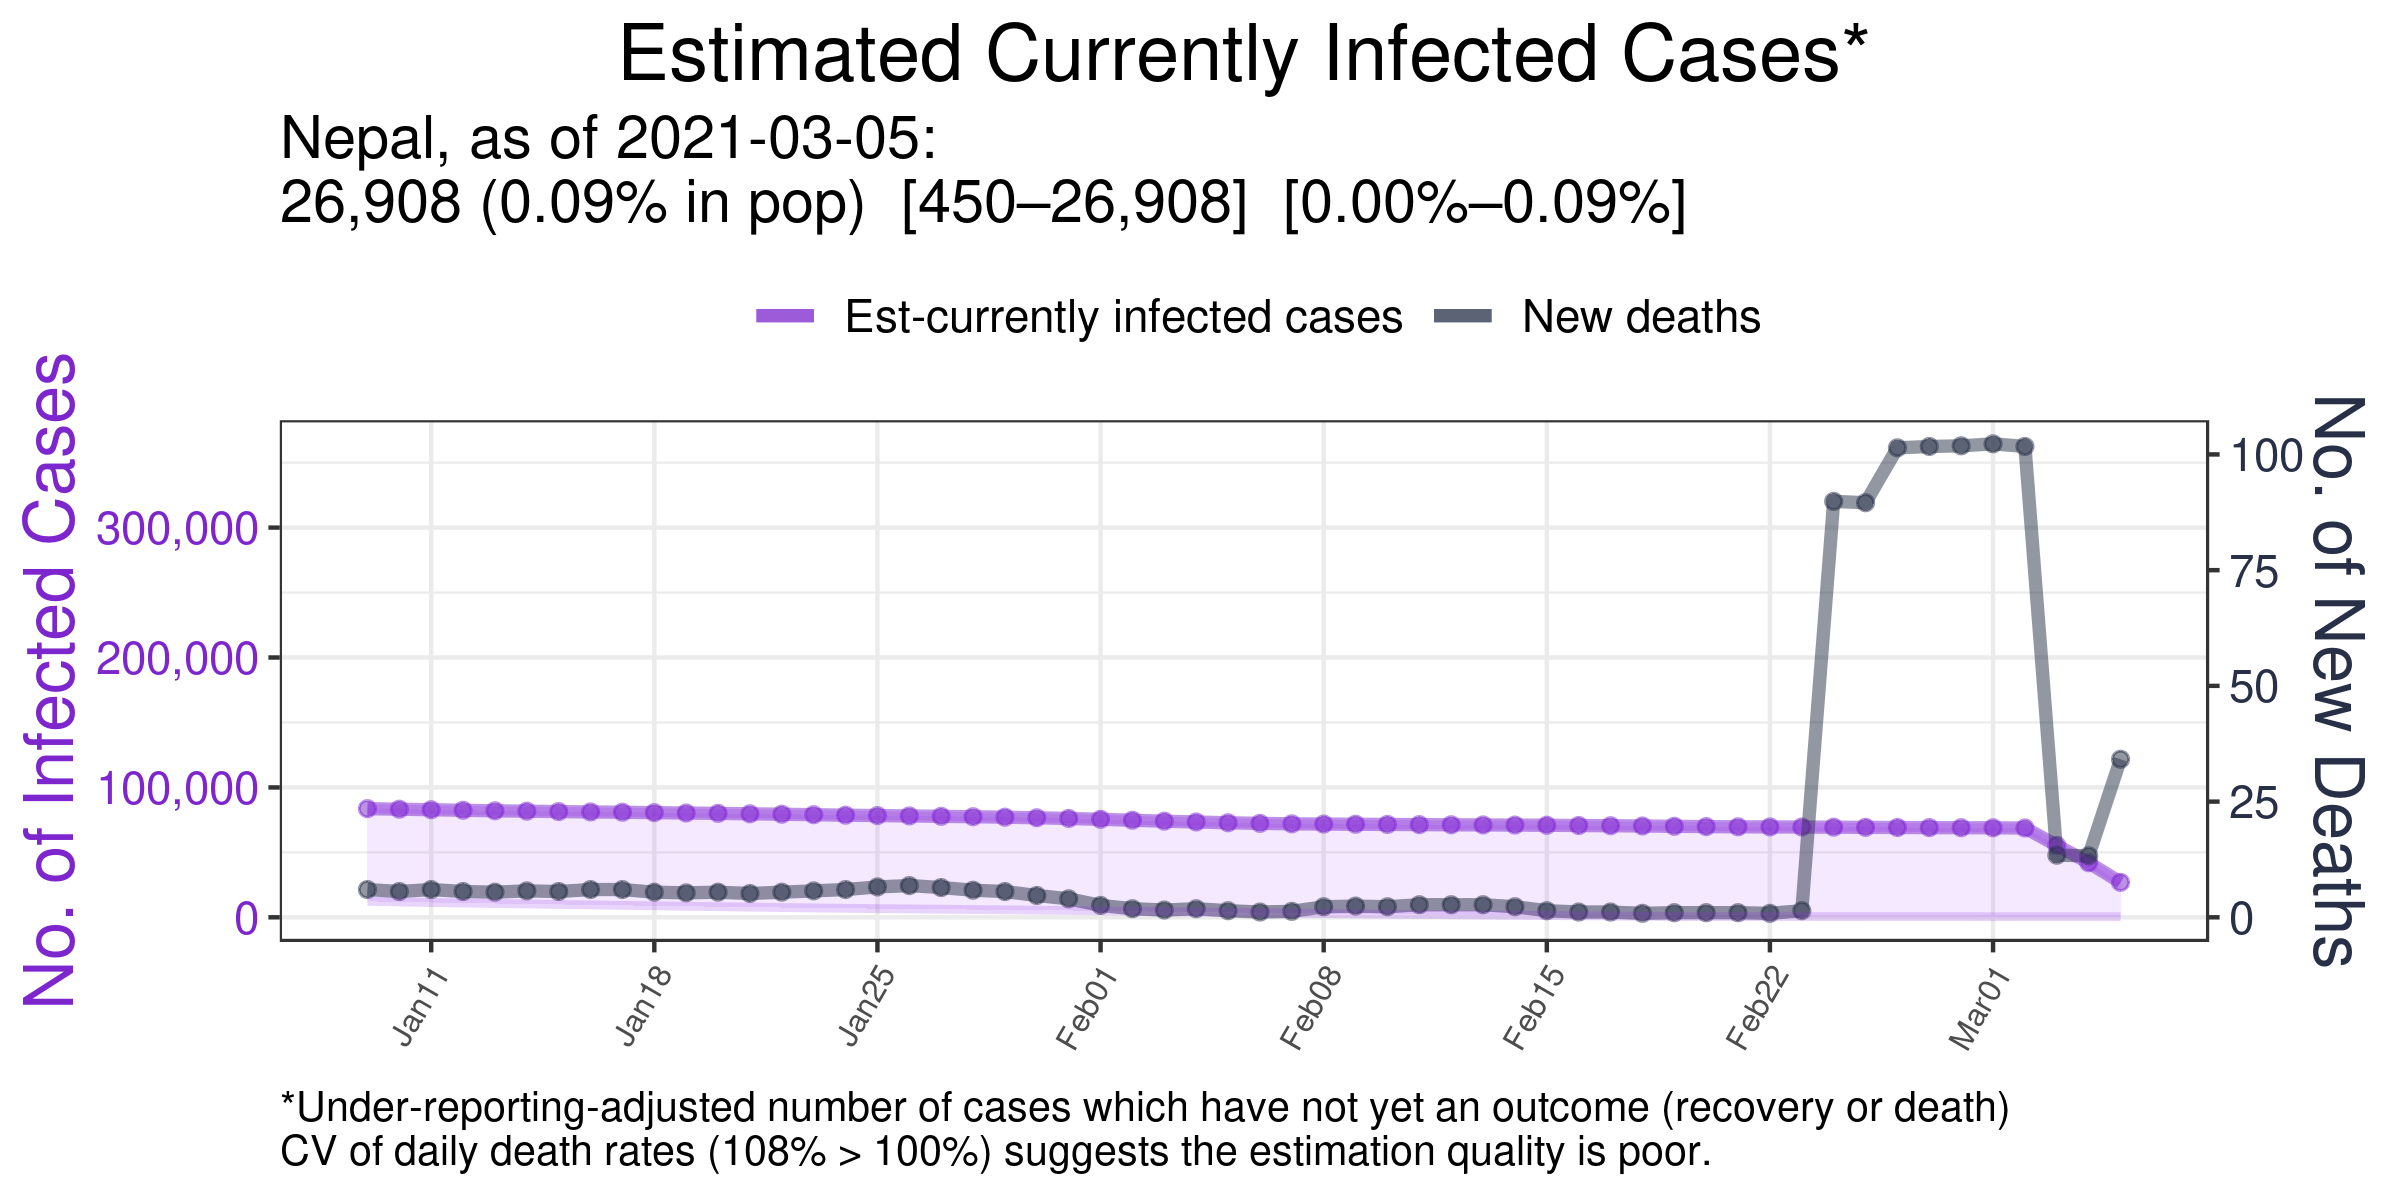 Estimated Currently Infected Cases*
Nepal, as of 2021-03-05:
26,908 (0.09% in pop)  [450–26,908]  [0.00%–0.09%]
Est-currently infected cases
New deaths
No. of Infected Cases
300,000
200,000
100,000
0
100
75
50
25
0
No. of New Deaths
Jan11
Jan18
Jan25
Feb01
Feb08
Feb15
Feb22
Mar01
*Under-reporting-adjusted number of cases which have not yet an outcome (recovery or death)
CV of daily death rates (108% > 100%) suggests the estimation quality is poor.